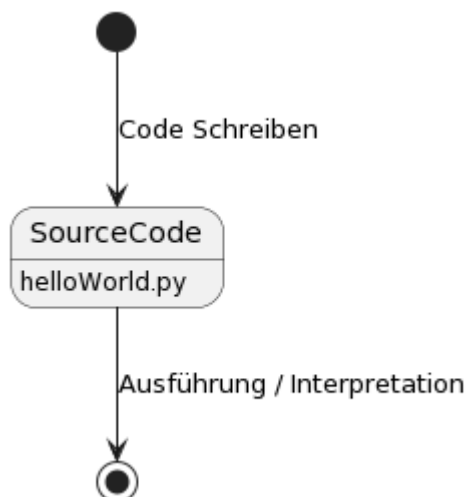 Code Schreiben
SourceCode
helloWorld.py
Ausführung / Interpretation